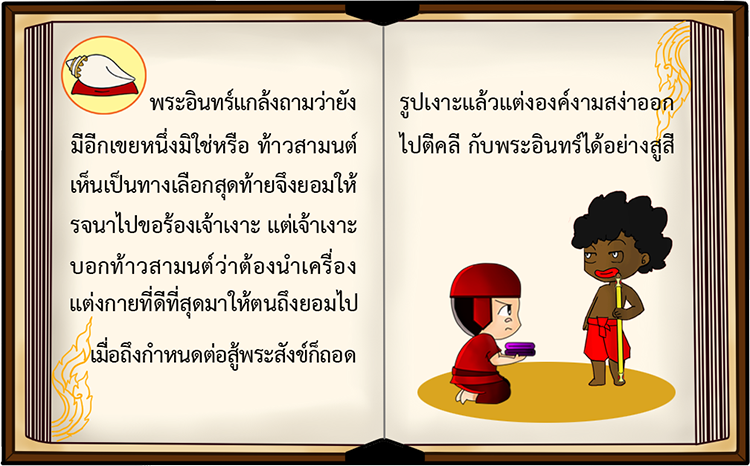 พระอินทร์แกล้งถามว่ายัง
มีอีกเขยหนึ่งมิใช่หรือ ท้าวสามนต์
เห็นเป็นทางเลือกสุดท้ายจึงยอมให้
รจนาไปขอร้องเจ้าเงาะ แต่เจ้าเงาะ
บอกท้าวสามนต์ว่าต้องนำเครื่อง
แต่งกายที่ดีที่สุดมาให้ตนถึงยอมไป
เมื่อถึงกำหนดต่อสู้พระสังข์ก็ถอด
รูปเงาะแล้วแต่งองค์งามสง่าออก
ไปตีคลี กับพระอินทร์ได้อย่างสูสี